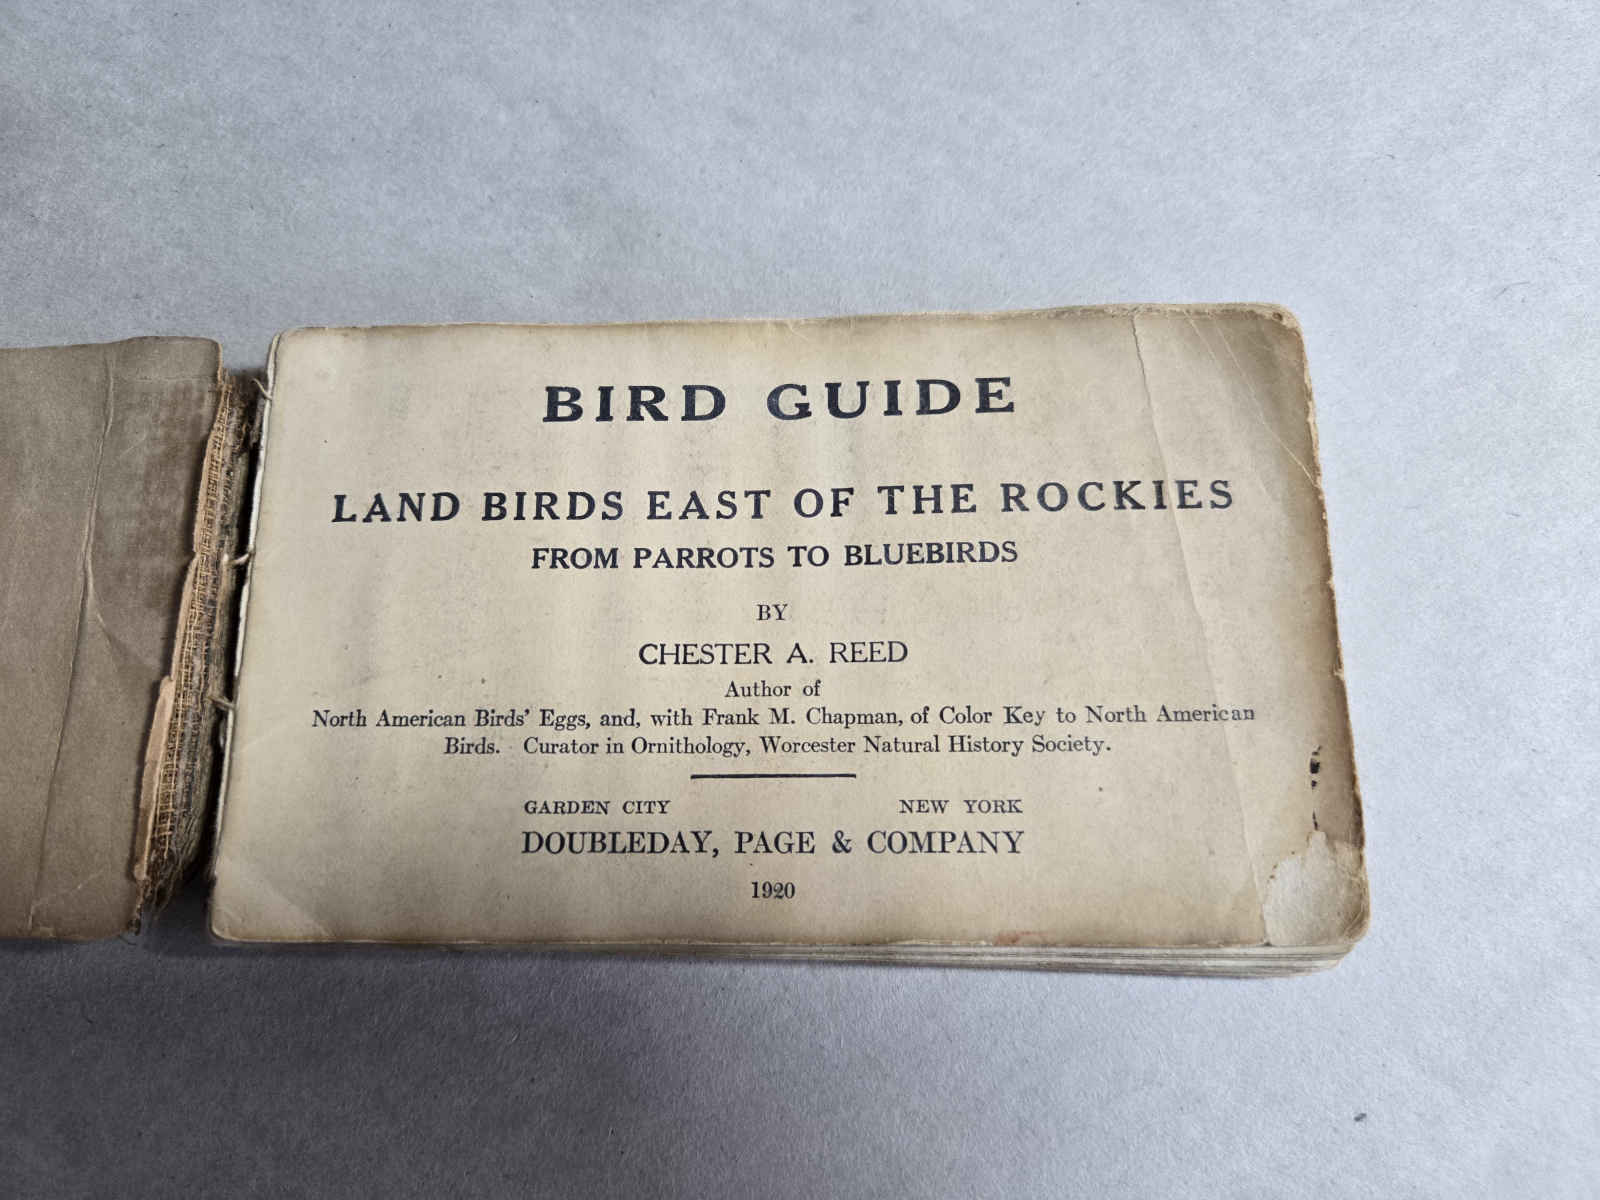 BIRD GUIDE
LAND BIRDS EAST OF THE ROCKIES
FROM PARROTS TO BLUEBIRDS
BY
CHESTER A. REED
Author of
North American Birds' Eggs, and, with Frank M. Chapman, of Color Key to North American
Birds. Curator in Ornithology, Worcester Natural History Society.
GARDEN CITY NEW YORK
DOUBLEDAY, PAGE & COMPANY
1920